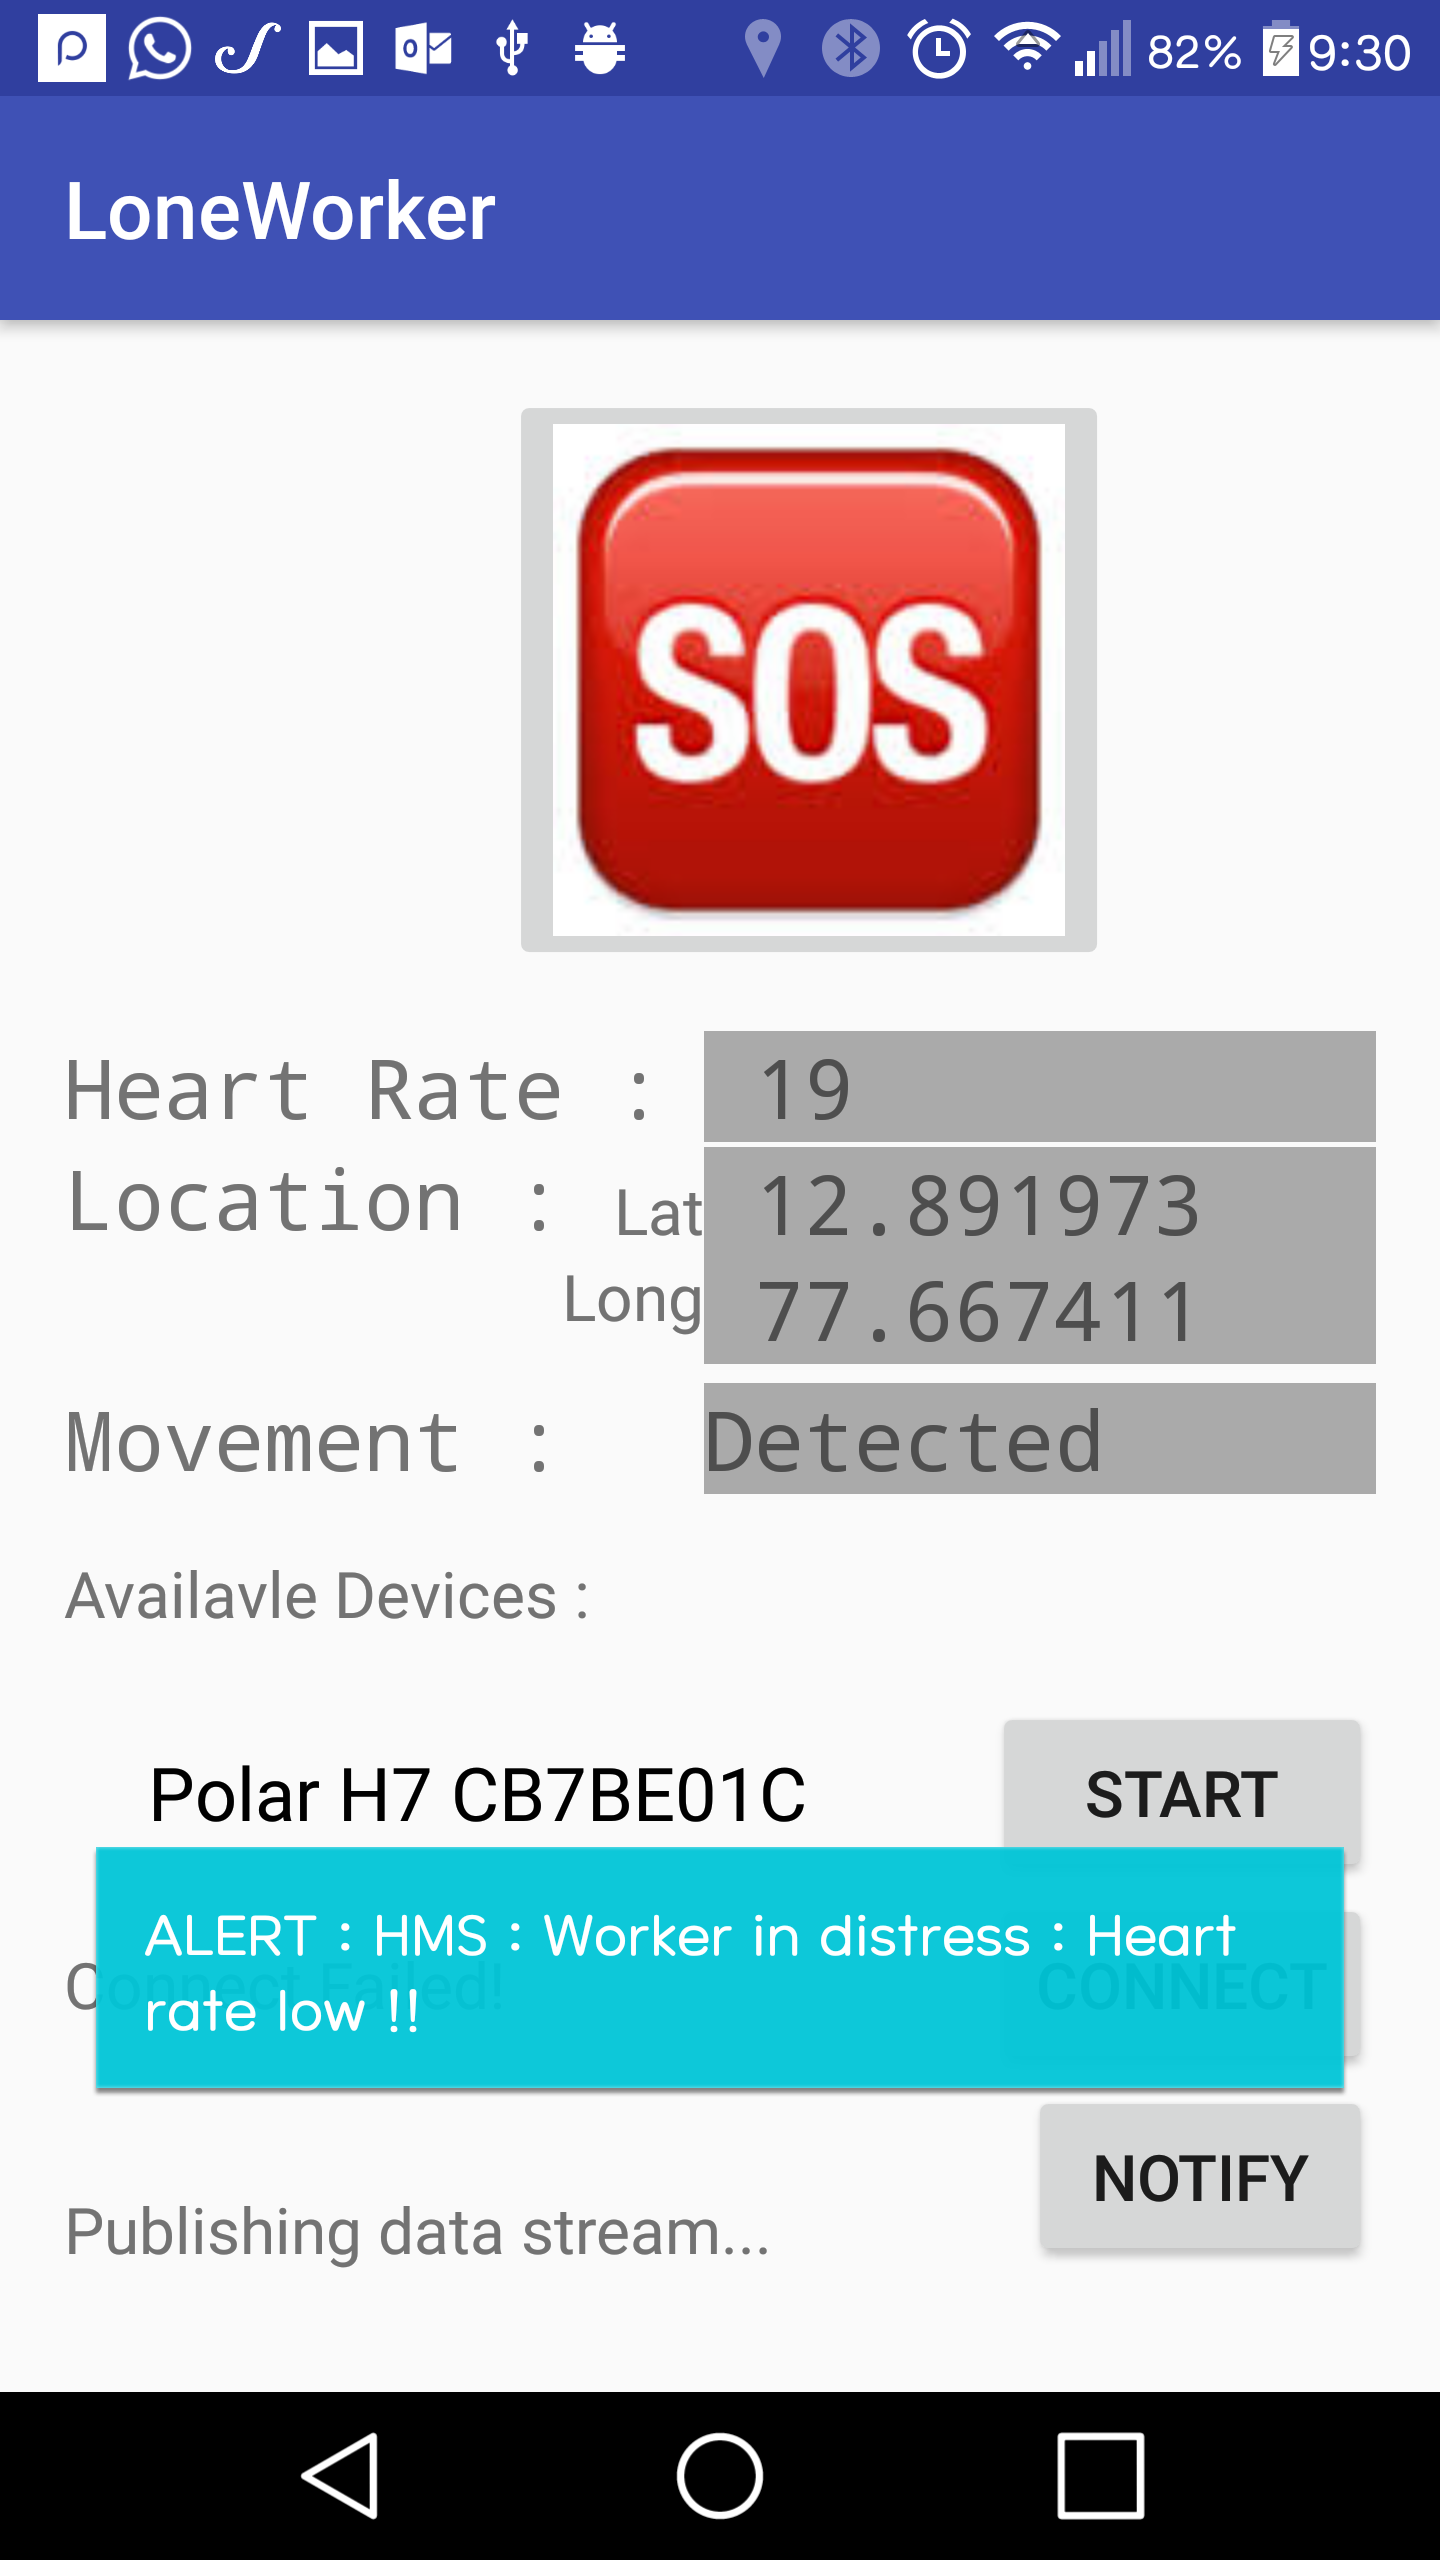 82% 9:30
LoneWorker
SOS
Heart Rate : 19
Location : Lat 12.891973
Long 77.667411
Movement : Detected
Availavle Devices :
Polar H7 CB7BE01C START
ALERT : HMS : Worker in distress : Heart
rate low !!
Connect Failed! CONNECT
NOTIFY
Publishing data stream...